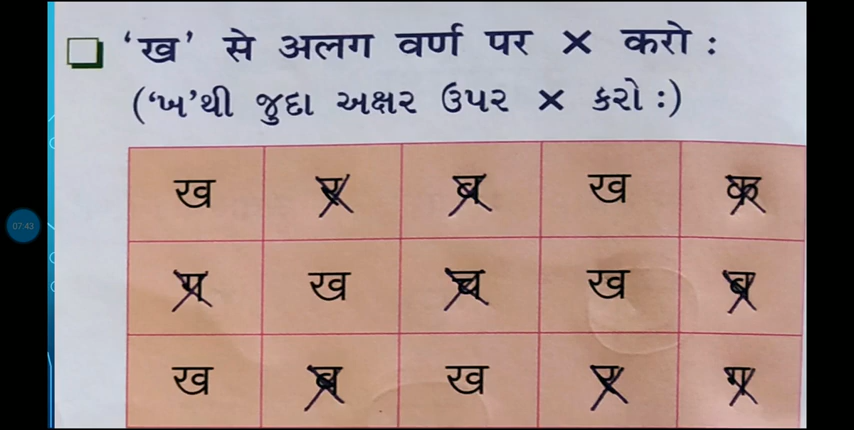 'ख' से अलग वर्ण पर × करो :
('ખ'થી જુદા અક્ષર ઉપર × કરો :)
ख र ब ख क
ख च ख ब
ख ब ख र ग
07:43